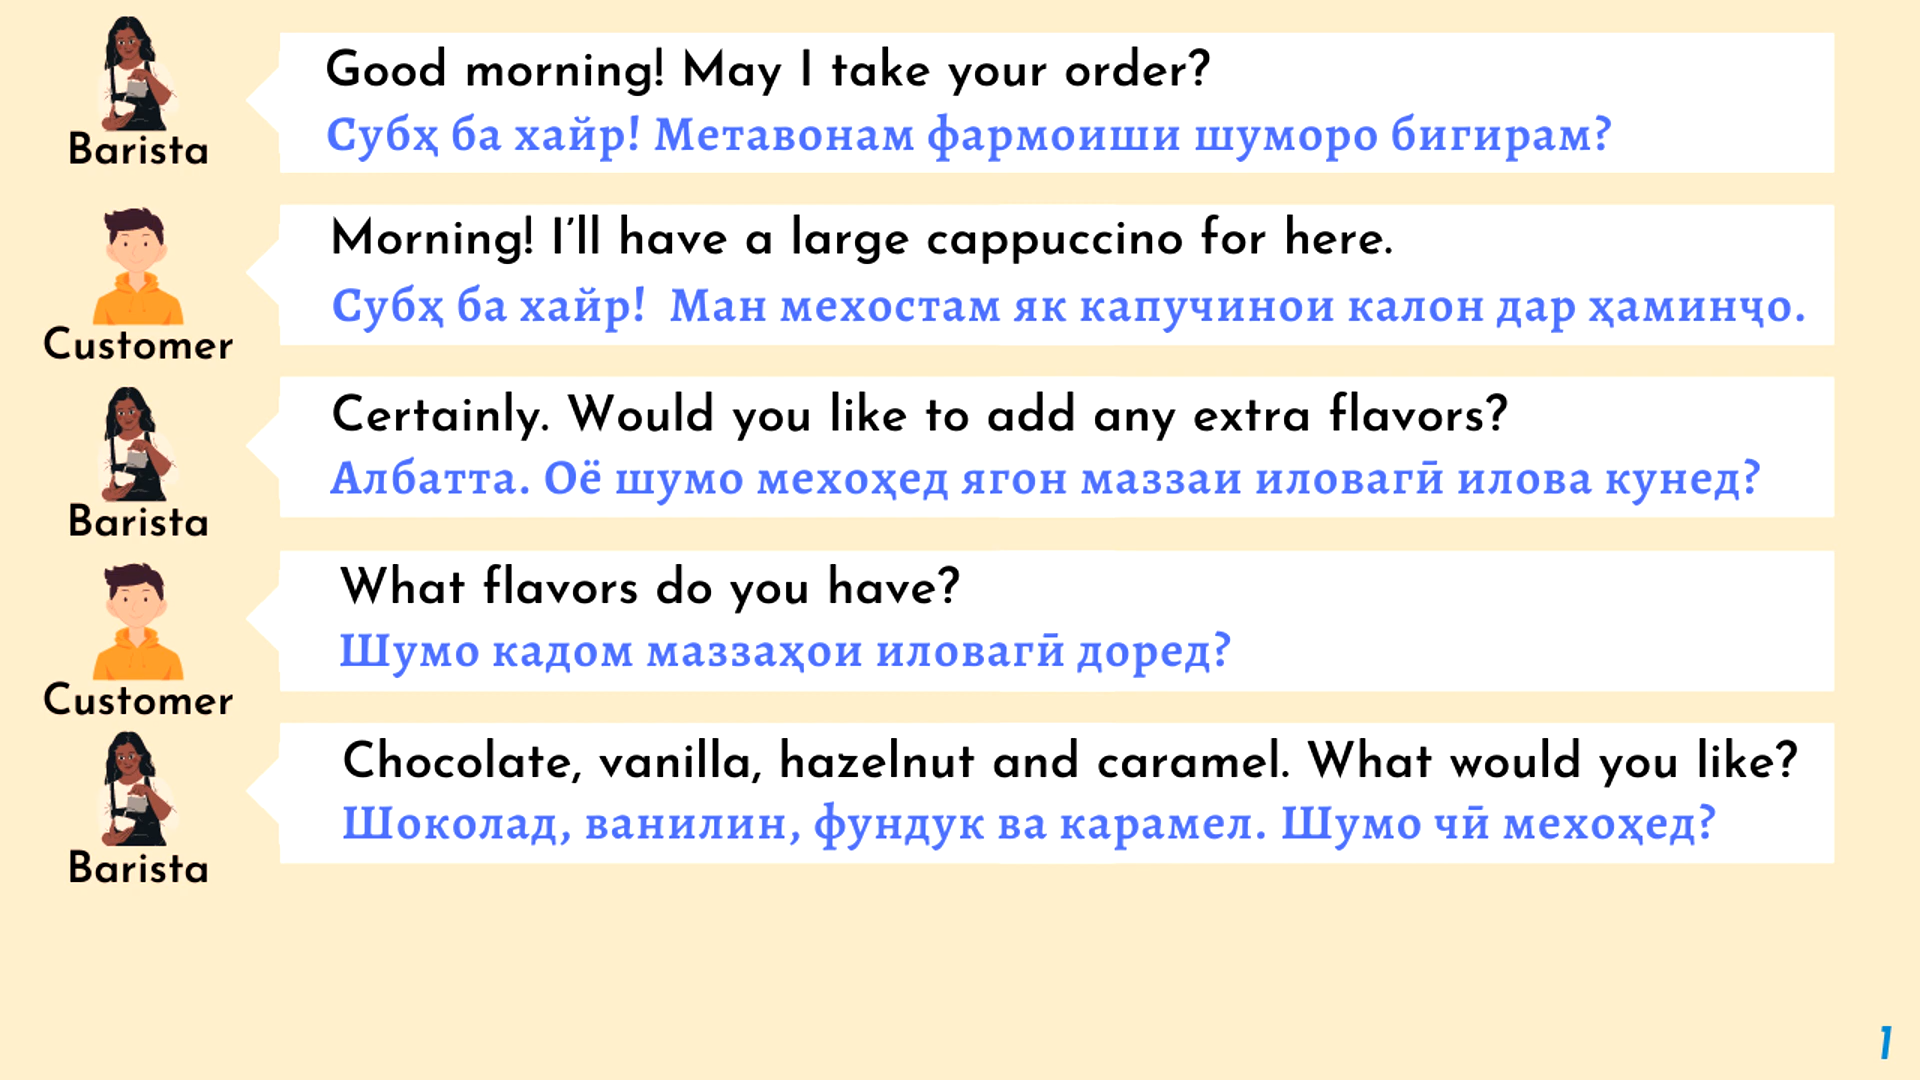 Good morning! May I take your order?
Субҳ ба хайр! Метавонам фармоиши шуморо бигирам?
Barista
Morning! I'll have a large cappuccino for here.
Субҳ ба хайр! Ман мехостам як капучинои калон дар ҳаминҷо.
Customer
Certainly. Would you like to add any extra flavors?
Албатта. Оё шумо мехоҳед ягон маззаи иловагӣ илова кунед?
Barista
What flavors do you have?
Шумо кадом маззаҳои иловагӣ доред?
Customer
Chocolate, vanilla, hazelnut and caramel. What would you like?
Шоколад, ванилин, фундук ва карамел. Шумо чӣ мехоҳед?
Barista
1